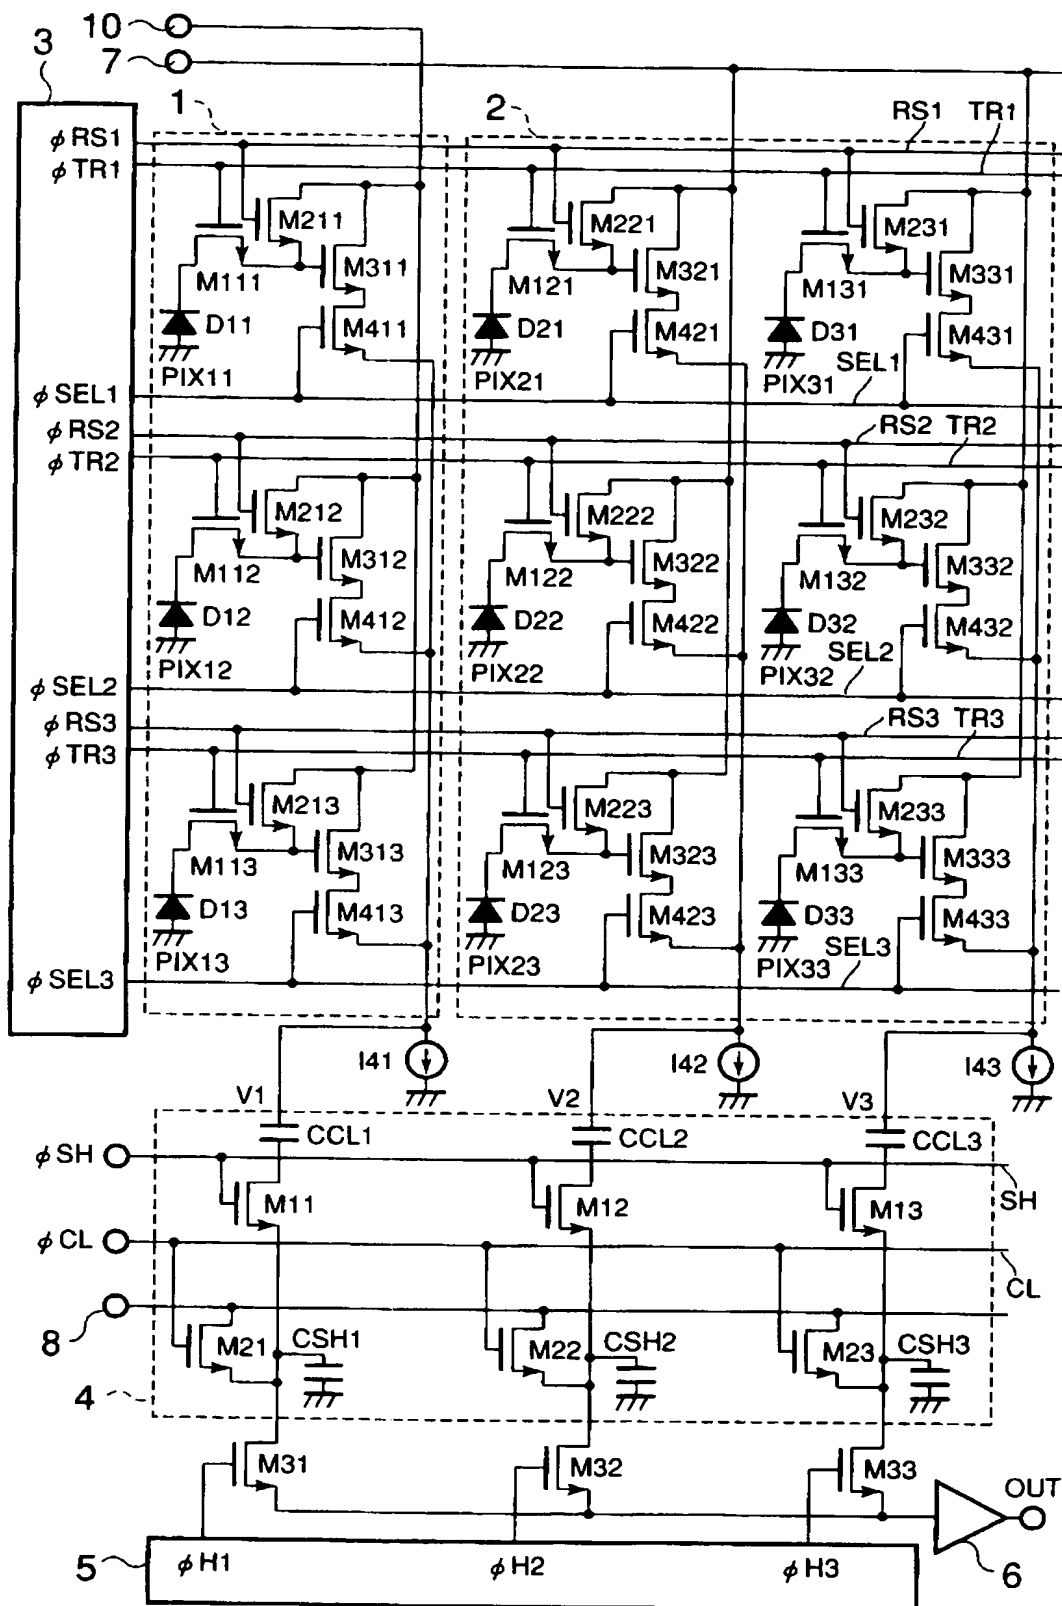 10
7
3
1
2
RS1
TR1
φRS1
φTR1
M211
M221
M231
M111
M311
M121
M321
M131
M331
D11
M411
D21
M421
D31
M431
PIX11
PIX21
PIX31
SEL1
φSEL1
φRS2
RS2
TR2
φTR2
M212
M222
M232
M112
M312
M122
M322
M132
M332
D12
M412
D22
M422
D32
M432
PIX12
PIX22
PIX32
SEL2
φSEL2
φRS3
RS3
TR3
φTR3
M213
M223
M233
M113
M313
M123
M323
M133
M333
D13
M413
D23
M423
D33
M433
PIX13
PIX23
PIX33
SEL3
φSEL3
I41
I42
I43
V1
V2
V3
CCL1
CCL2
CCL3
φSH
M11
M12
M13
SH
φCL
CL
8
M21
CSH1
M22
CSH2
M23
CSH3
4
M31
M32
M33
OUT
5
φH1
φH2
φH3
6